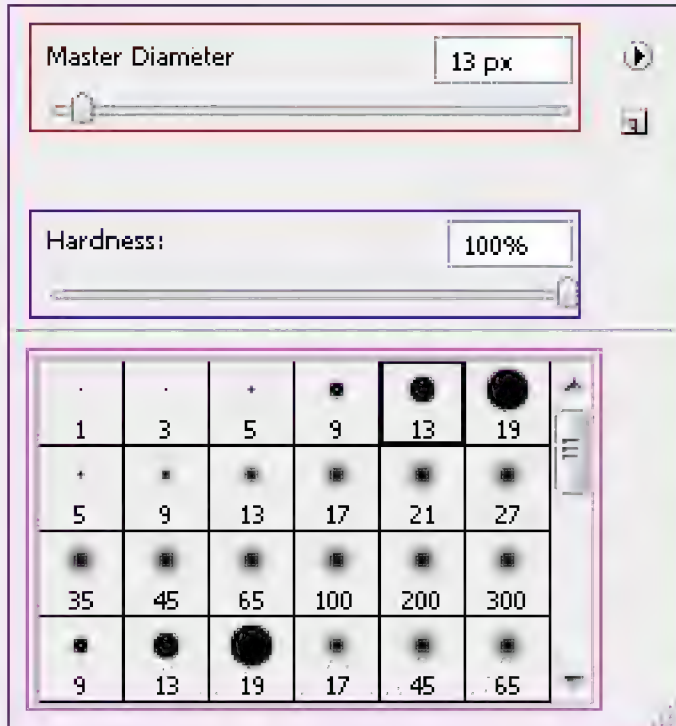 Master Diameter 13 px
Hardness: 100%
1 3 5 9 13 19
5 9 13 17 21 27
35 45 65 100 200 300
9 13 19 17 45 65